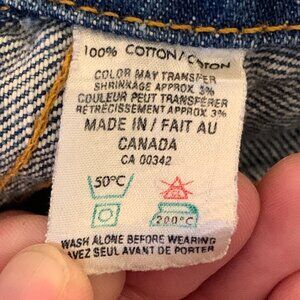 100% COTTON/COTON
COLOR MAY TRANSFER
SHRINKAGE APPROX. 3%
COULEUR PEUT TRANSFERER
RETRECISSEMENT APPROX. 3%
MADE IN / FAIT AU
CANADA
CA 00342
50°C
200°C
WASH ALONE BEFORE WEARING
LAVEZ SEUL AVANT DE PORTER